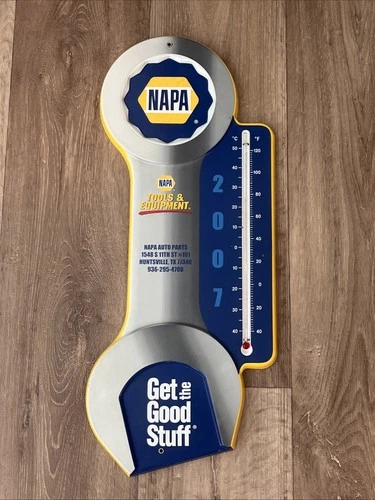 NAPA
®
NAPA
TOOLS &
EQUIPMENT
NAPA AUTO PARTS
1548 S 11TH ST #101
HUNTSVILLE, TX 77340
936-295-4708
2007
°C °F
50 120
40 100
30 80
20 60
10 40
0 20
10 0
20
30 20
40 40
Get the
Good
Stuff®